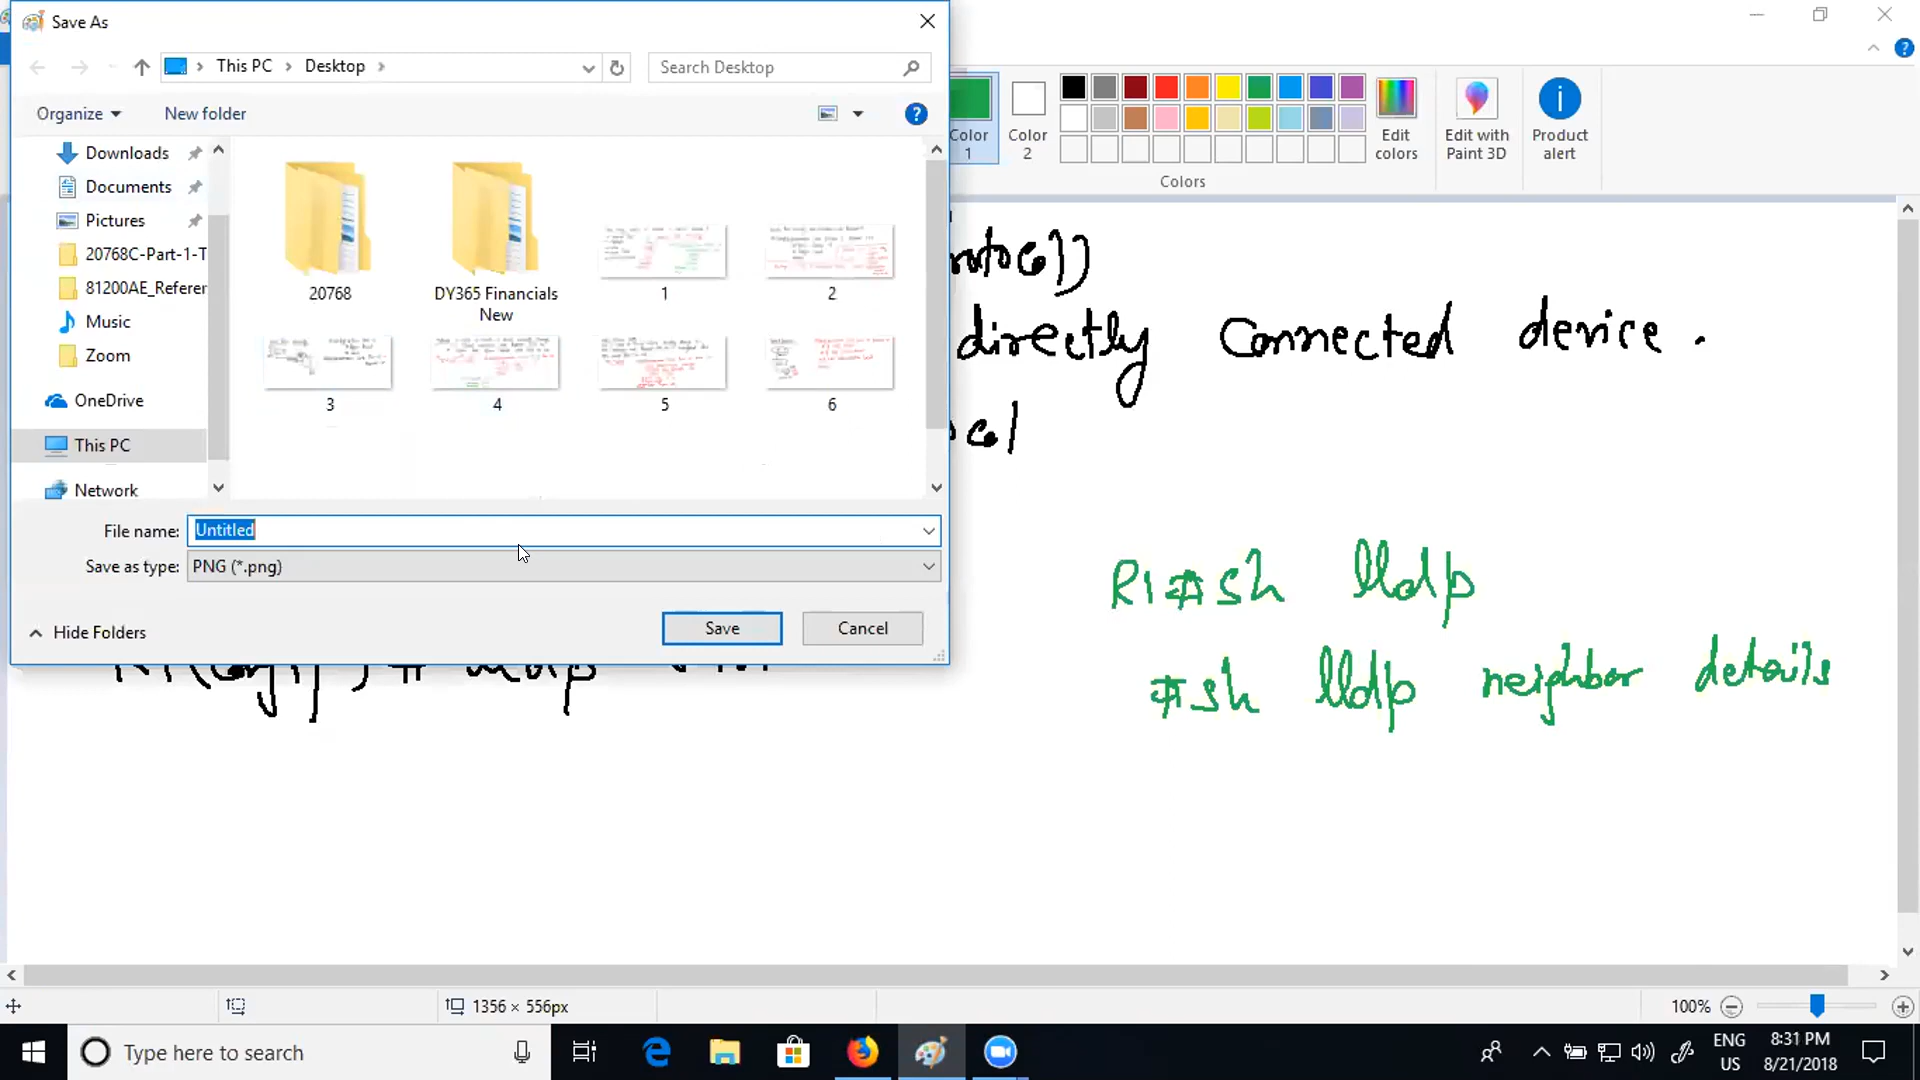 Save As
This PC > Desktop >
Search Desktop
Organize
New folder
Downloads
Documents
Pictures
20768C-Part-1-T
81200AE_Referer
Music
Zoom
OneDrive
This PC
Network
20768
DY365 Financials
New
1
2
3
4
5
6
File name: Untitled
Save as type: PNG (*.png)
Hide Folders
Save
Cancel
Color
1
Color
2
Edit
colors
Edit with
Paint 3D
Product
alert
Colors
directly Connected device.
R1#sh lldp
#sh lldp neighbor details
1356 × 556px
100%
Type here to search
ENG
US
8:31 PM
8/21/2018